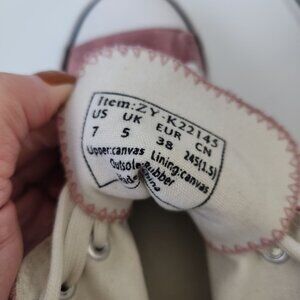 Item:ZY-K22145
US UK EUR CN
7 5 38 245(1.5)
Upper:canvas Lining:canvas
Outsole:Rubber
China